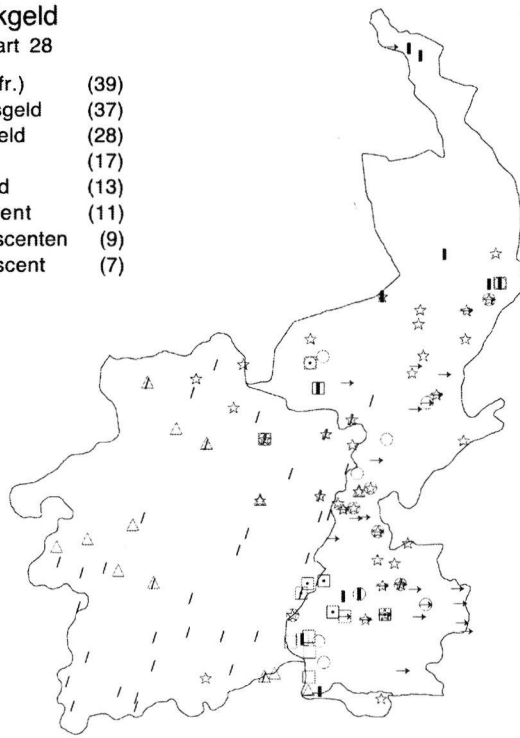 kgeld
art 28
fr.) (39)
sgeld (37)
eld (28)
(17)
d (13)
ent (11)
scenten (9)
scent (7)